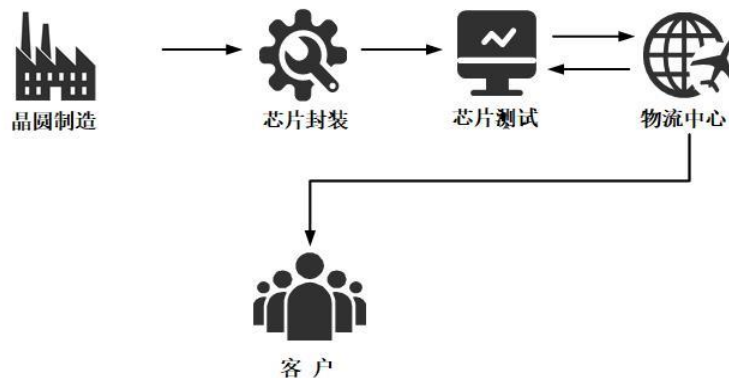 晶圆制造
芯片封装
芯片测试
物流中心
客 户